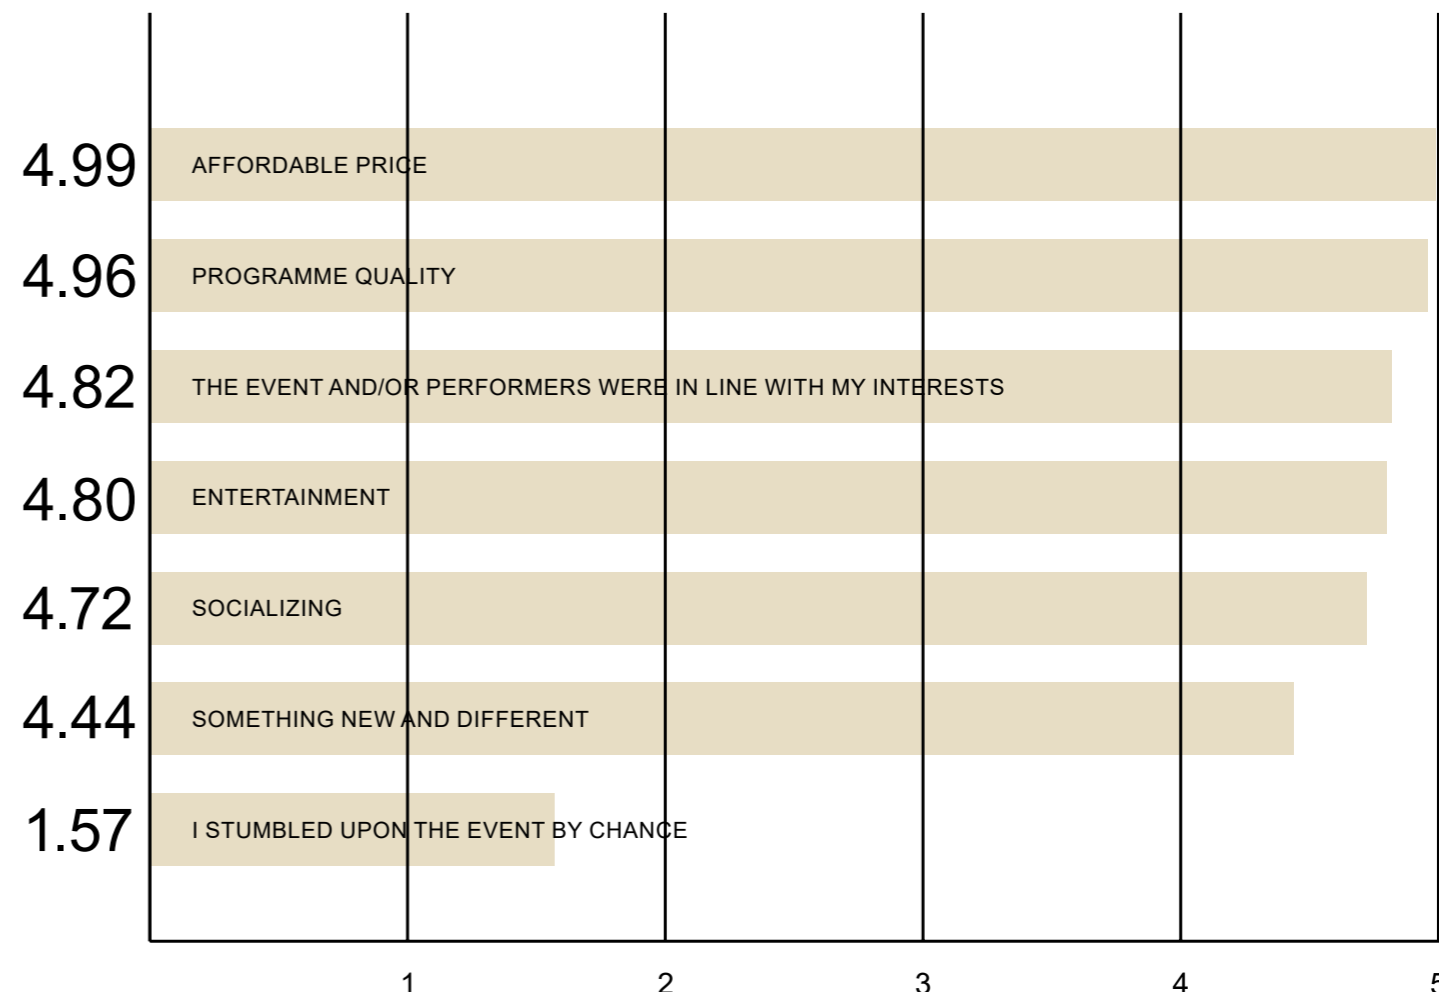 4.99 AFFORDABLE PRICE
4.96 PROGRAMME QUALITY
4.82 THE EVENT AND/OR PERFORMERS WERE IN LINE WITH MY INTERESTS
4.80 ENTERTAINMENT
4.72 SOCIALIZING
4.44 SOMETHING NEW AND DIFFERENT
1.57 I STUMBLED UPON THE EVENT BY CHANCE
1 2 3 4 5